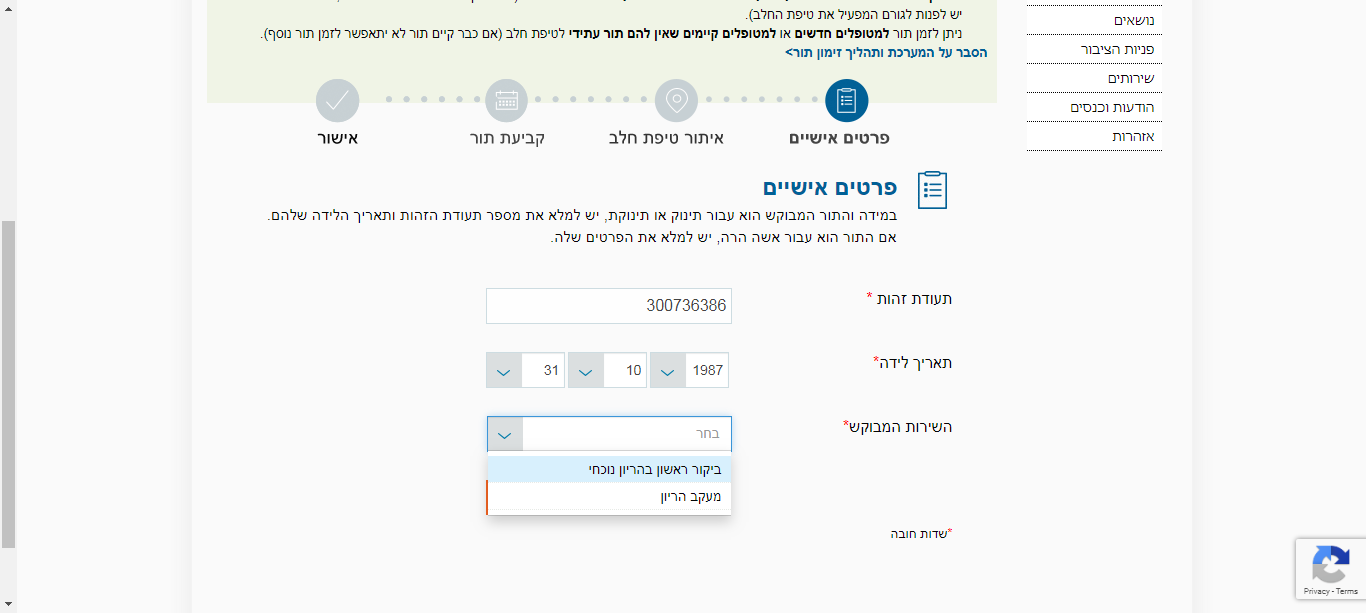 יש לפנות לגורם המפעיל את טיפת החלב).
ניתן לזמן תור למטופלים חדשים או למטופלים קיימים שאין להם תור עתידי לטיפת חלב (אם כבר קיים תור לא יתאפשר לזמן תור נוסף).
הסבר על המערכת ותהליך זימון תור>
נושאים
פניות הציבור
שירותים
הודעות וכנסים
אזהרות
פרטים אישיים
איתור טיפת חלב
קביעת תור
אישור
פרטים אישיים
במידה והתור המבוקש הוא עבור תינוק או תינוקת, יש למלא את מספר תעודת הזהות ותאריך הלידה שלהם.
אם התור הוא עבור אשה הרה, יש למלא את הפרטים שלה.
תעודת זהות *
300736386
תאריך לידה*
1987
10
31
השירות המבוקש*
בחר
ביקור ראשון בהריון נוכחי
מעקב הריון
*שדות חובה
Privacy - Terms